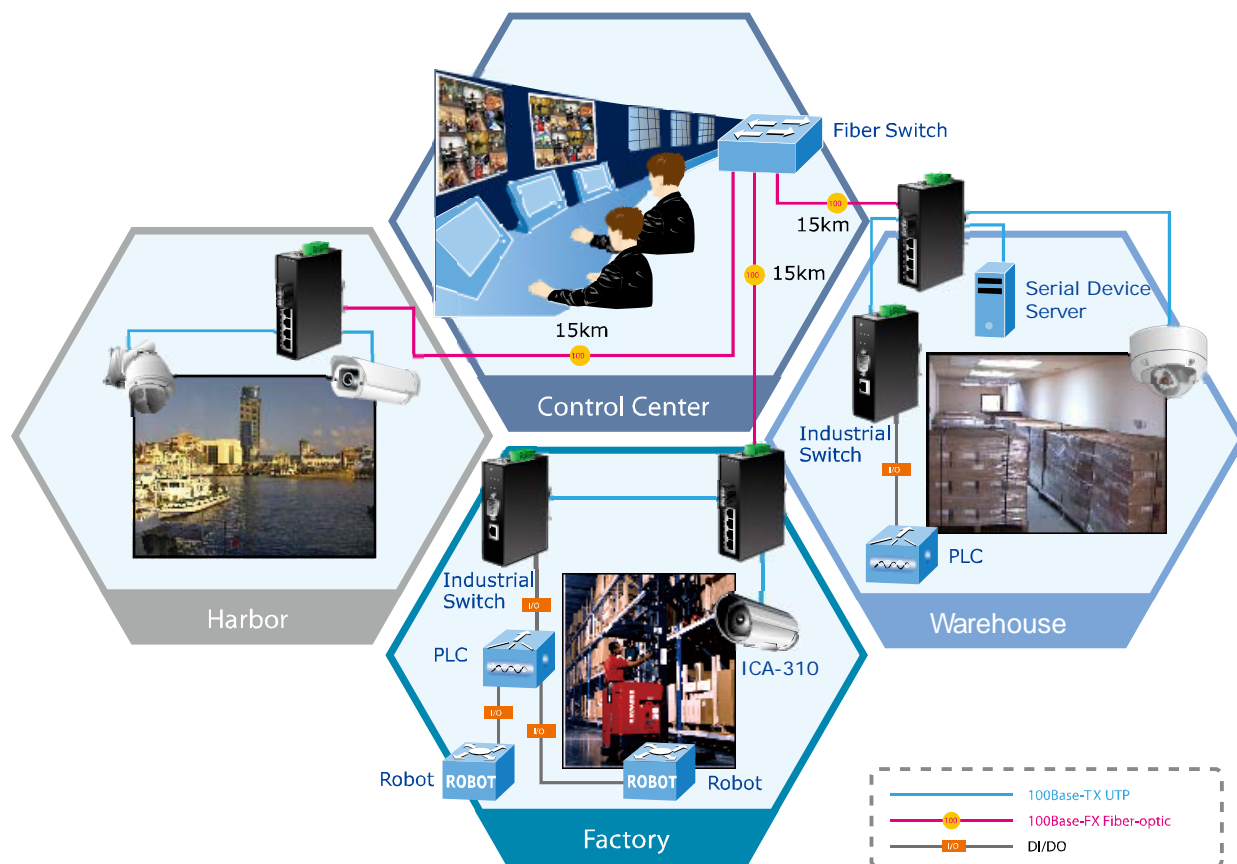 Fiber Switch
100
15km
100
15km
Serial Device
Server
15km
100
Control Center
Industrial
Switch
I/O
PLC
Harbor
Industrial
Switch
I/O
Warehouse
PLC
ICA-310
I/O
I/O
Robot
ROBOT
ROBOT
Robot
Factory
100Base-TX UTP
100
100Base-FX Fiber-optic
I/O
DI/DO